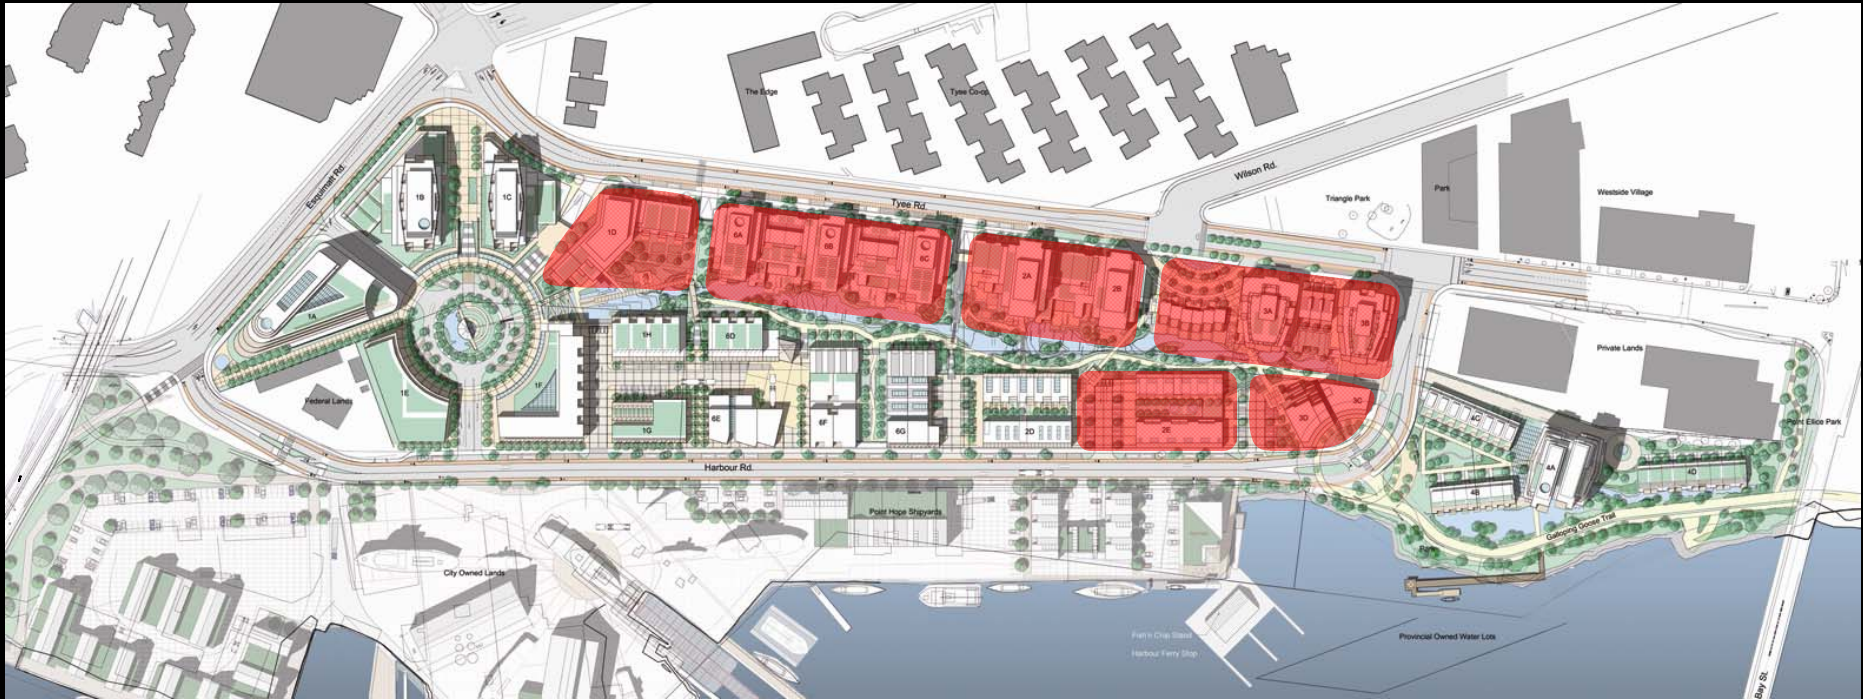 The Edge
Tyee Co-op
Wilson Rd.
Park
Westside Village
Esquimalt Rd.
1B
1C
Triangle Park
Tyee Rd.
1D
6A
6B
6C
2A
2B
3A
3B
1A
1H
6D
Private Lands
1E
1F
Federal Lands
3C
6E
6F
6G
1G
2D
2E
3D
4C
Point Ellice Park
Harbour Rd.
4A
4D
4B
Point Hope Shipyards
Galloping Goose Trail
Park
City Owned Lands
Fish'n Chip Stand
Harbour Ferry Stop
Provincial Owned Water Lots
Bay St.